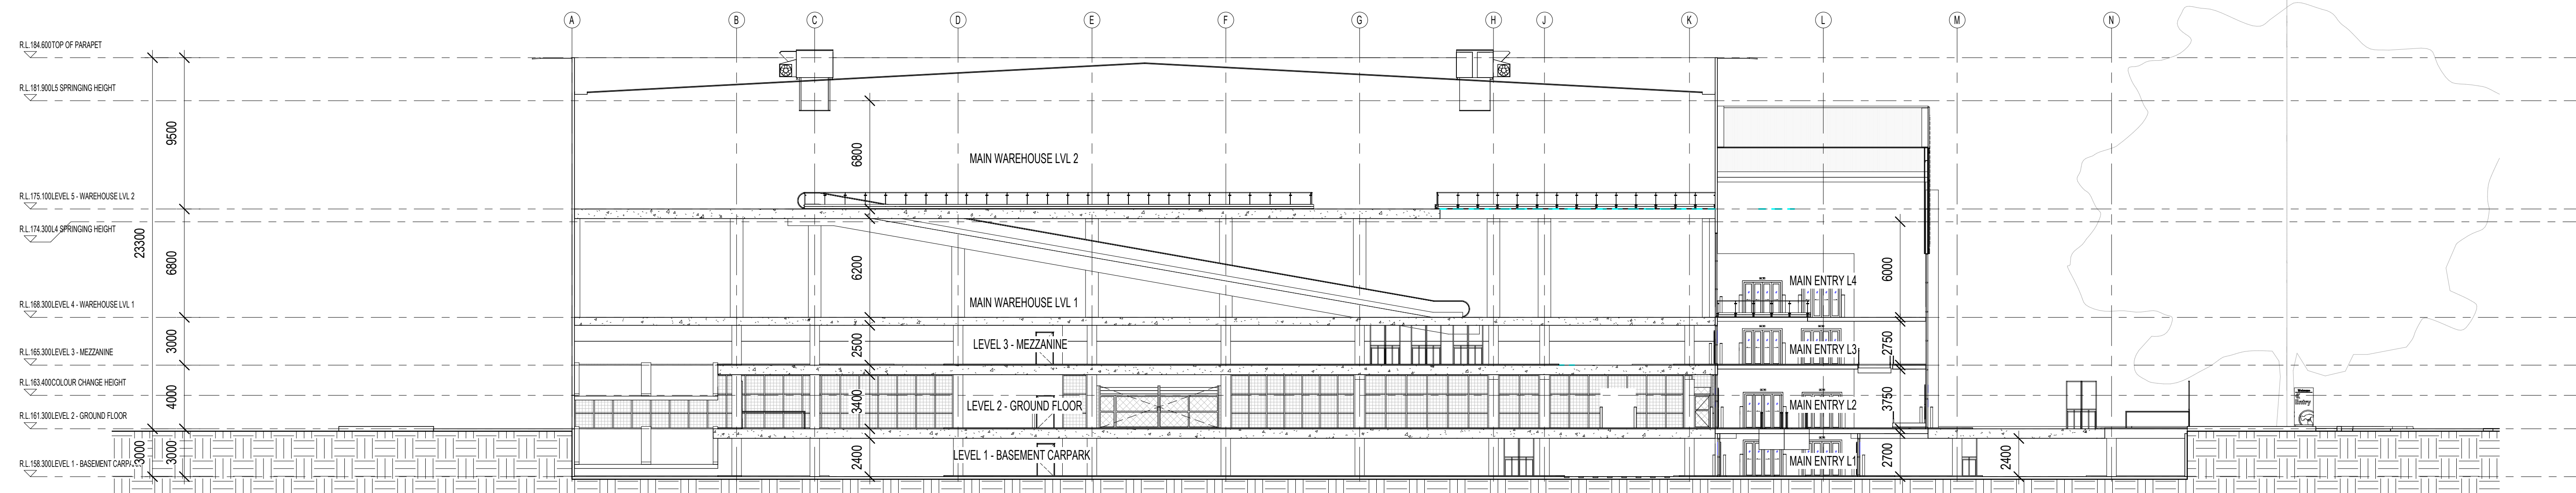 A B C D E F G H J K L M N
R.L.184.600TOP OF PARAPET
R.L.181.900L5 SPRINGING HEIGHT
9500
6800
MAIN WAREHOUSE LVL 2
R.L.175.100LEVEL 5 - WAREHOUSE LVL 2
R.L.174.300L4 SPRINGING HEIGHT
23300
6800
6200
6000
MAIN ENTRY L4
MAIN WAREHOUSE LVL 1
R.L.168.300LEVEL 4 - WAREHOUSE LVL 1
3000
2500
LEVEL 3 - MEZZANINE
MAIN ENTRY L3
2750
R.L.165.300LEVEL 3 - MEZZANINE
R.L.163.400COLOUR CHANGE HEIGHT
4000
3400
LEVEL 2 - GROUND FLOOR
MAIN ENTRY L2
3750
Entry
R.L.161.300LEVEL 2 - GROUND FLOOR
3000
3000
2400
LEVEL 1 - BASEMENT CARPARK
MAIN ENTRY L1
2700
2400
R.L.158.300LEVEL 1 - BASEMENT